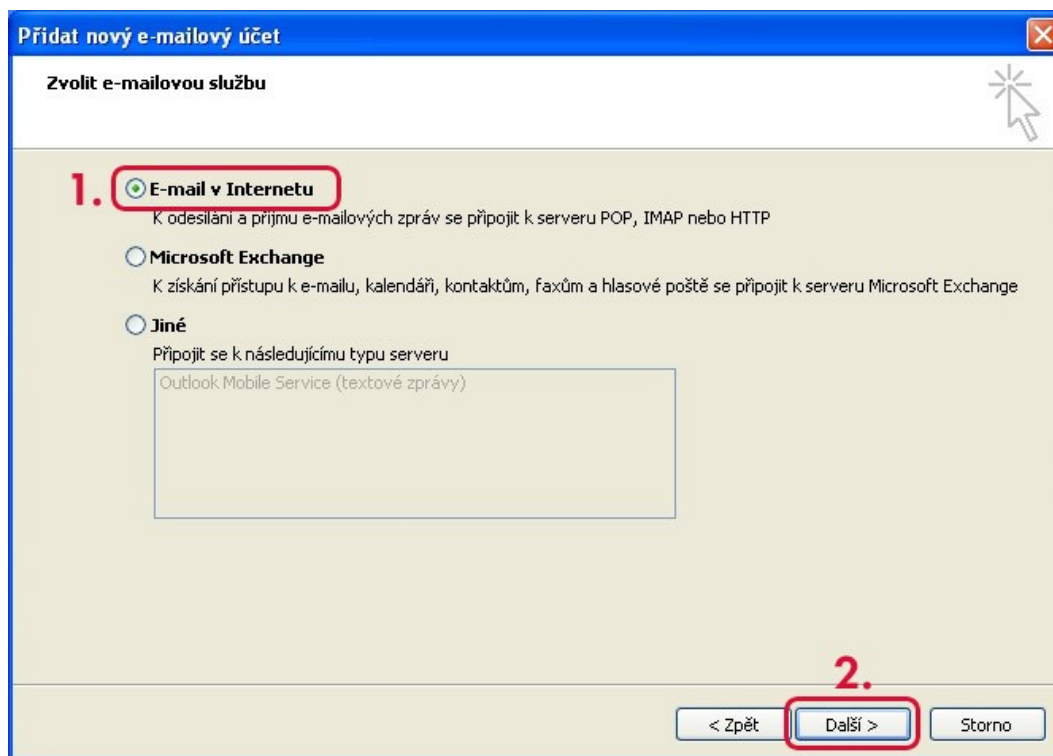 Přidat nový e-mailový účet
Zvolit e-mailovou službu
1.
E-mail v Internetu
K odesílání a příjmu e-mailových zpráv se připojit k serveru POP, IMAP nebo HTTP
Microsoft Exchange
K získání přístupu k e-mailu, kalendáři, kontaktům, faxům a hlasové poště se připojit k serveru Microsoft Exchange
Jiné
Připojit se k následujícímu typu serveru
Outlook Mobile Service (textové zprávy)
2.
< Zpět Další > Storno